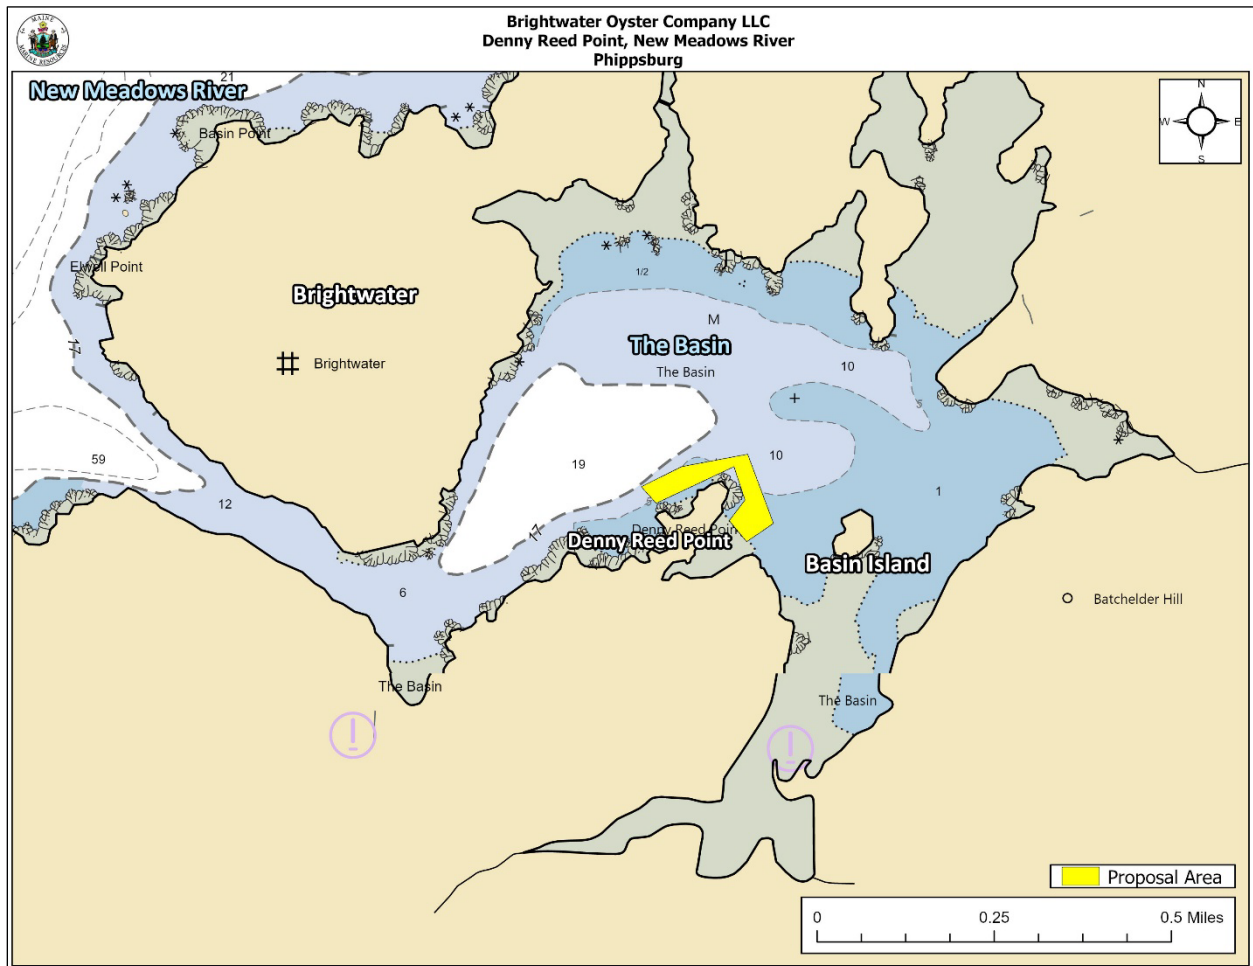 Brightwater Oyster Company LLC
Denny Reed Point, New Meadows River
Phippsburg
MAINE
MARINE RESOURCES
21
New Meadows River
N
W E
S
Basin Point
Elwell Point
1/2
Brightwater
M
17
The Basin
Brightwater
The Basin
10
S
59
19
10
12
1
17
Denny Reed Point
Denny Reed Point
Basin Island
6
Batchelder Hill
The Basin
The Basin
Proposal Area
0 0.25 0.5 Miles